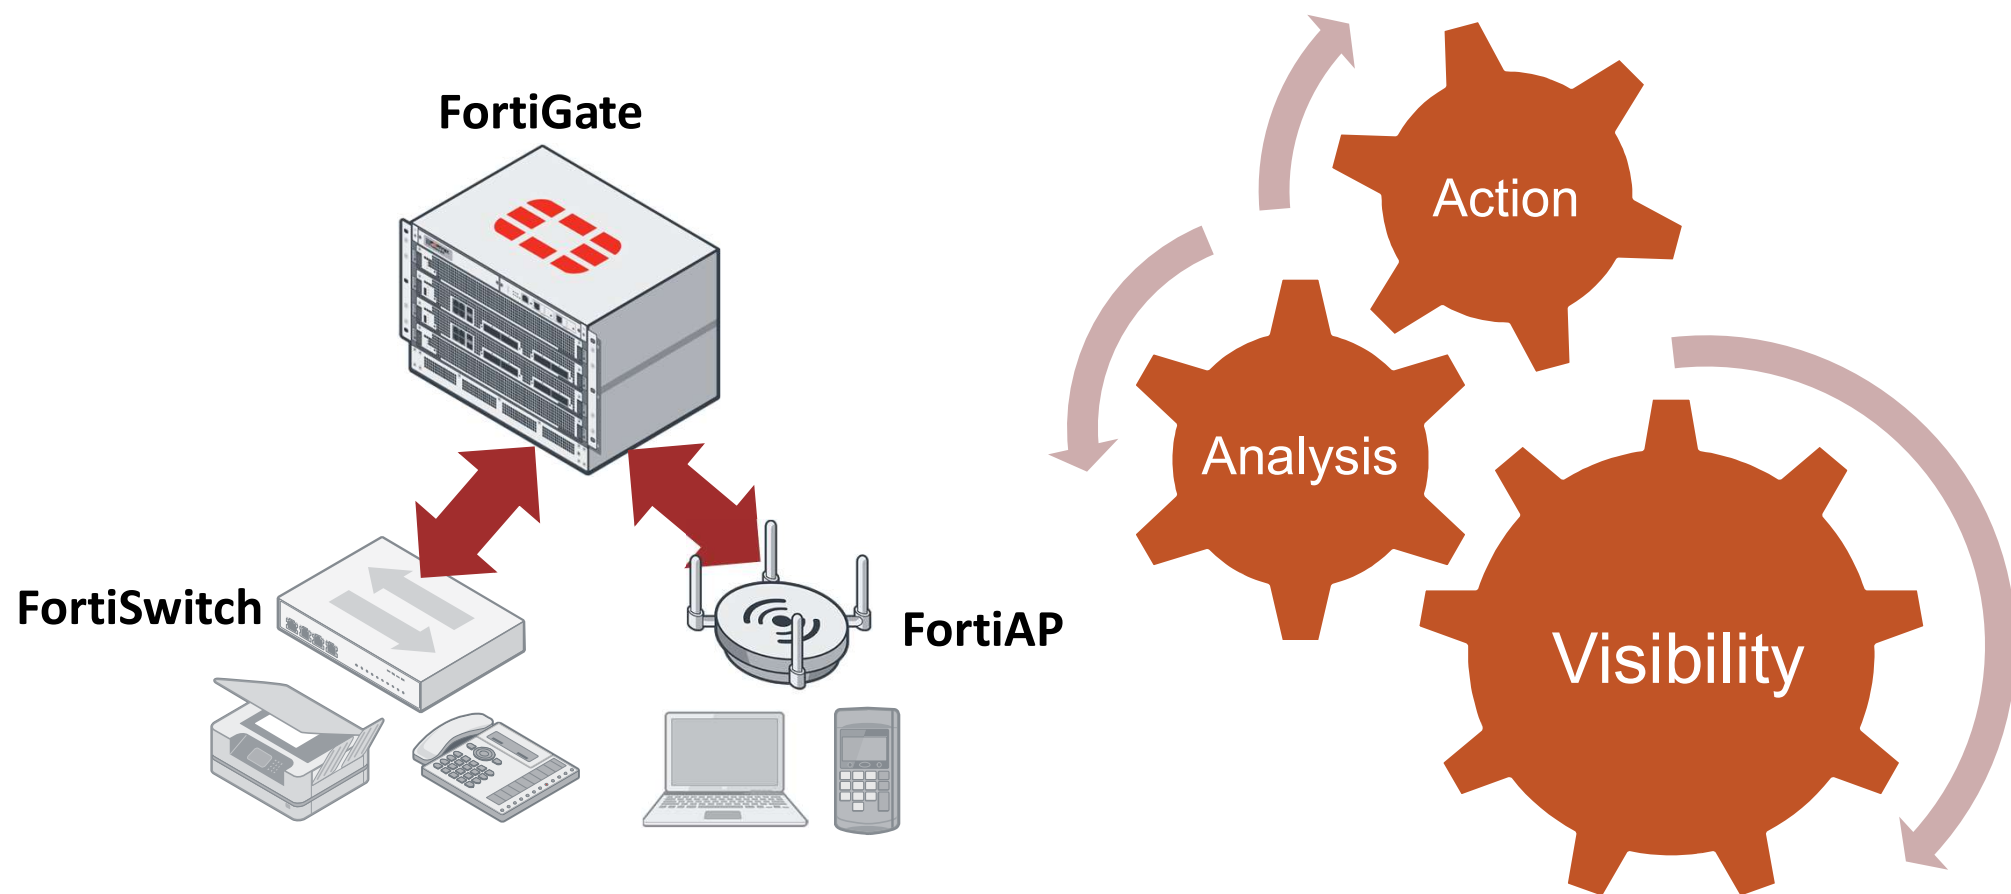 FortiGate
FortiSwitch
FortiAP
Action
Analysis
Visibility